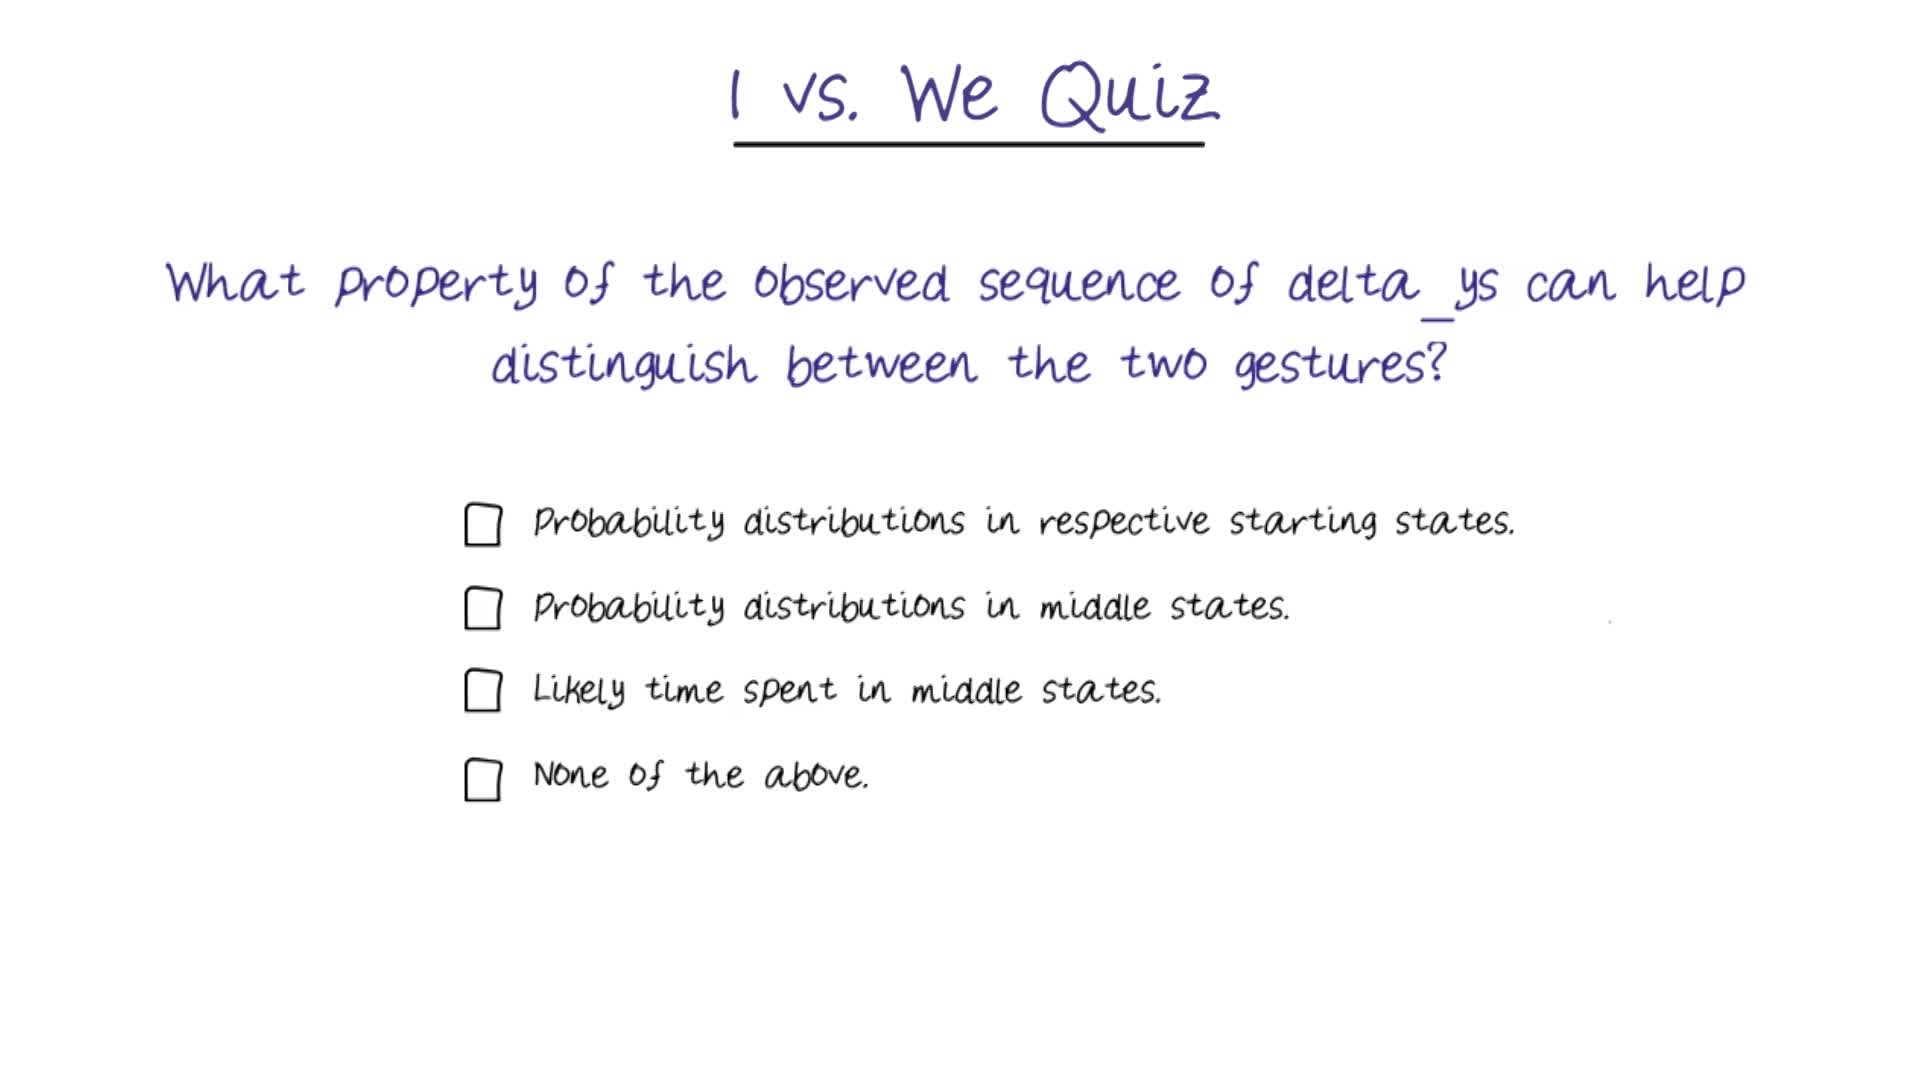 I vs. We Quiz
What property of the observed sequence of delta_ys can help
distinguish between the two gestures?
Probability distributions in respective starting states.
Probability distributions in middle states.
Likely time spent in middle states.
None of the above.